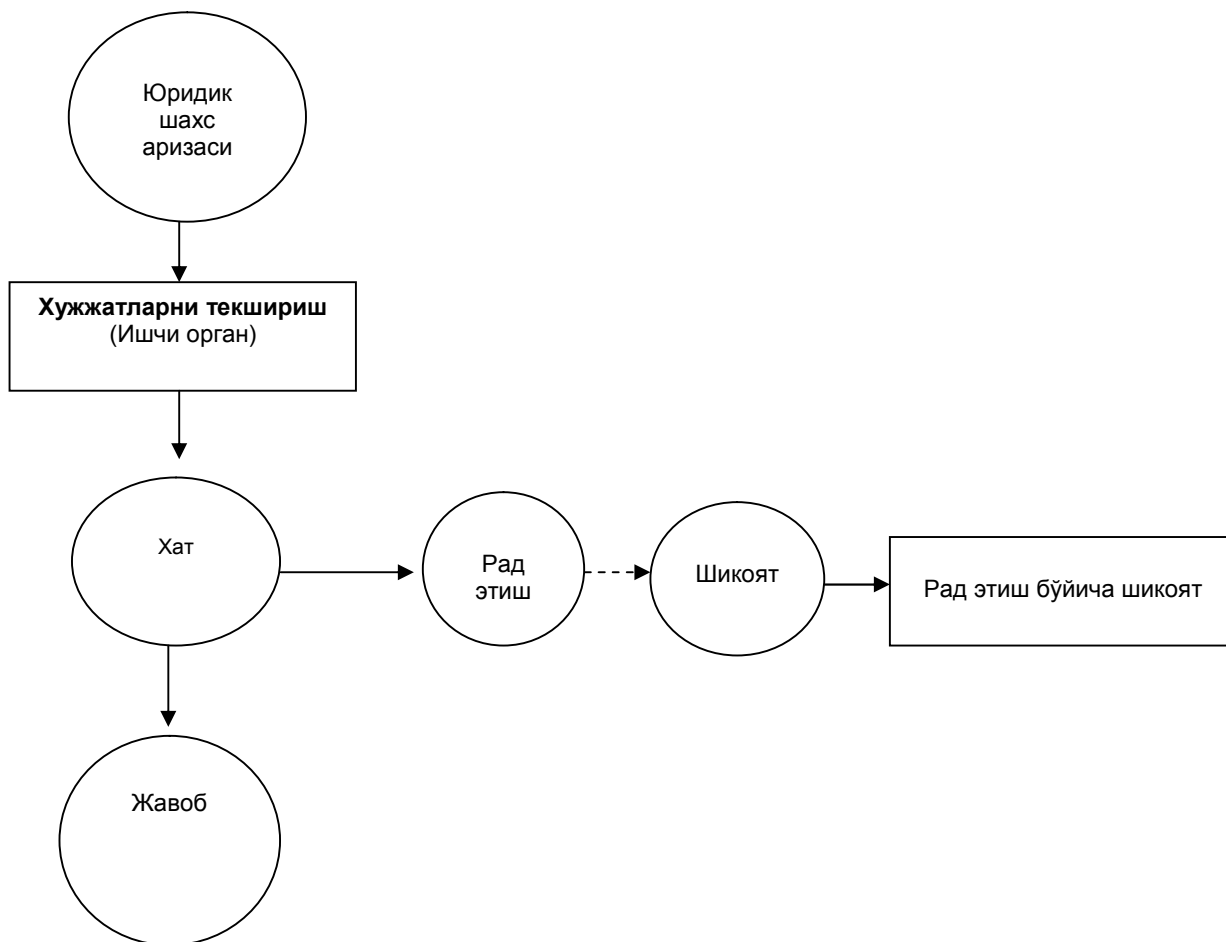 Юридик
шахс
аризаси
Хужжатларни текшириш
(Ишчи орган)
Хат
Рад
этиш
Шикоят
Рад этиш бўйича шикоят
Жавоб